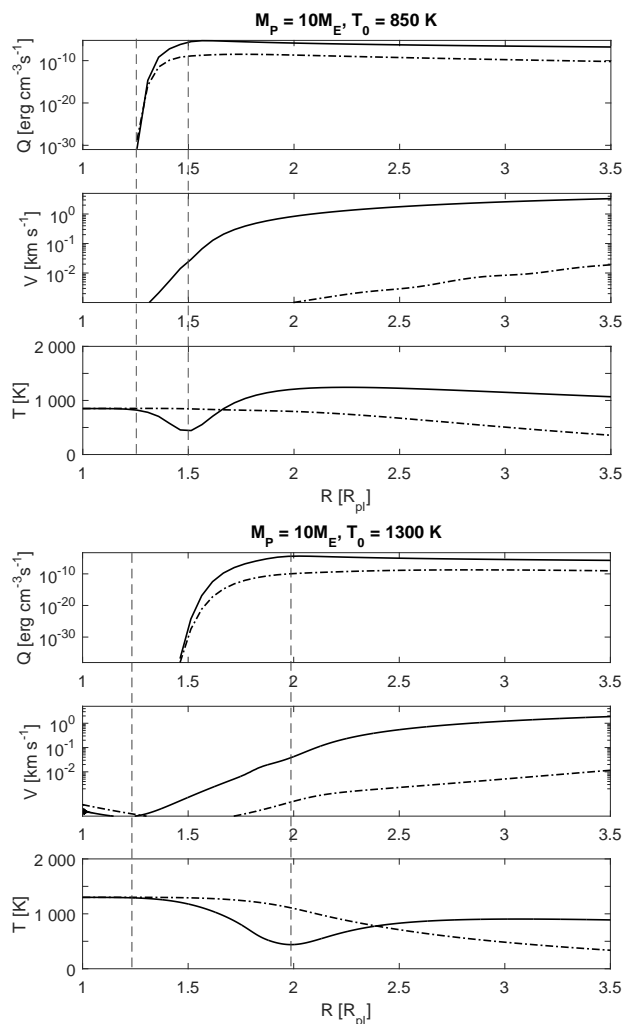 M_P = 10M_E, T_0 = 850 K
Q [erg cm^-3 s^-1]
10^-10
10^-20
10^-30
1 1.5 2 2.5 3 3.5
V [km s^-1]
10^0
10^-1
10^-2
1 1.5 2 2.5 3 3.5
T [K]
2 000
1 000
0
1 1.5 2 2.5 3 3.5
R [R_pl]
M_P = 10M_E, T_0 = 1300 K
Q [erg cm^-3 s^-1]
10^-10
10^-20
10^-30
1 1.5 2 2.5 3 3.5
V [km s^-1]
10^0
10^-1
10^-2
1 1.5 2 2.5 3 3.5
T [K]
2 000
1 000
0
1 1.5 2 2.5 3 3.5
R [R_pl]